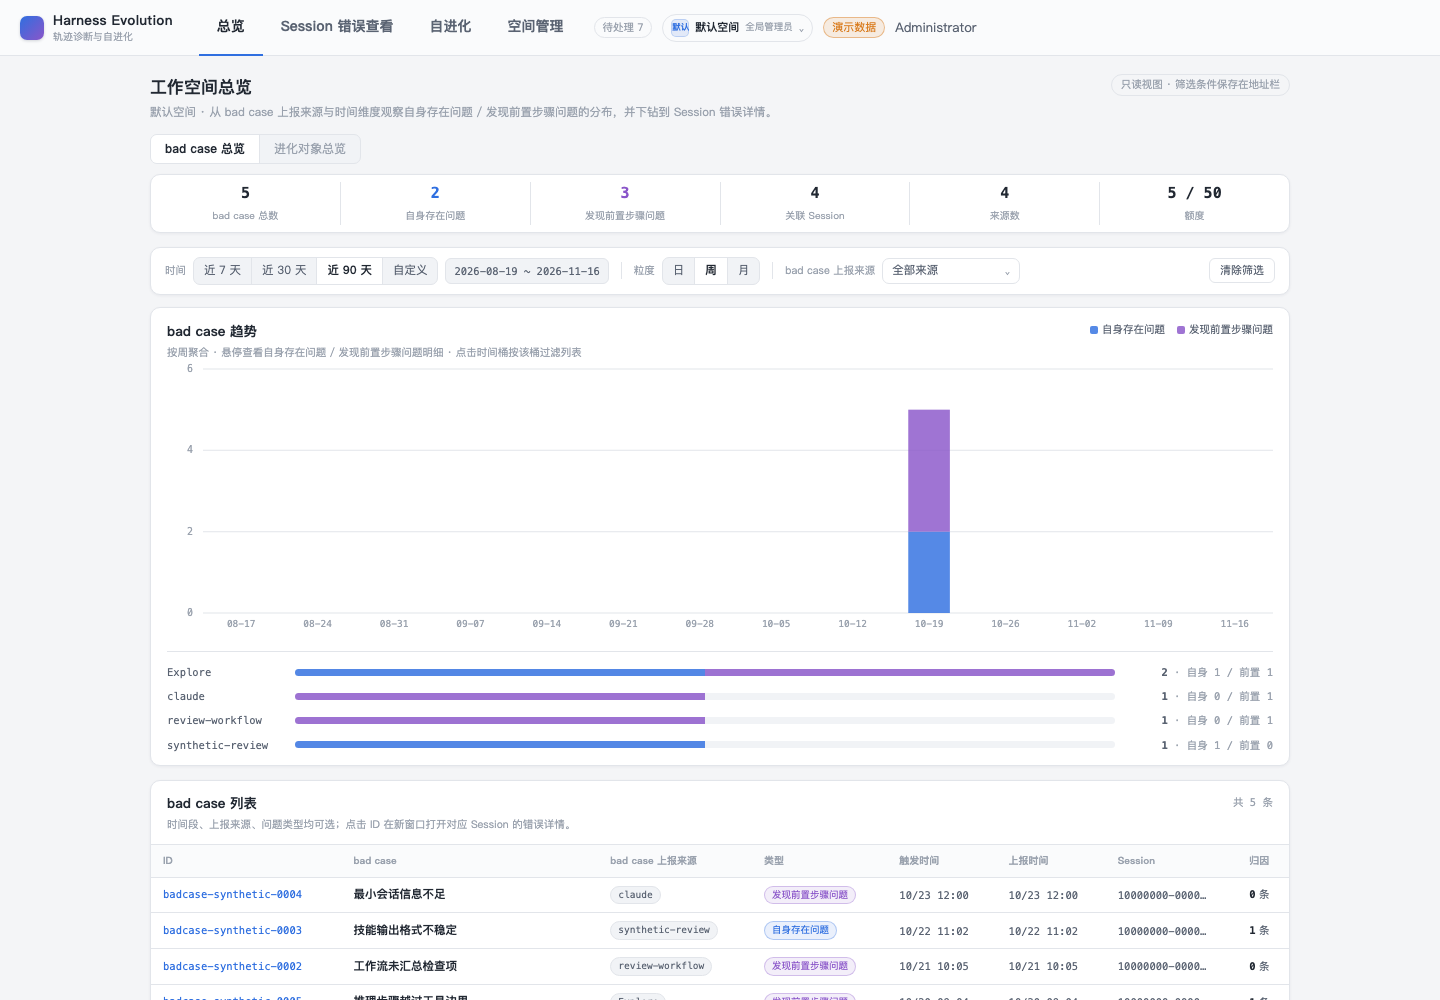 Harness Evolution
轨迹诊断与自进化
总览
Session 错误查看
自进化
空间管理
待处理 7
默认 默认空间 全局管理员
演示数据
Administrator
工作空间总览
只读视图 · 筛选条件保存在地址栏
默认空间 · 从 bad case 上报来源与时间维度观察自身存在问题 / 发现前置步骤问题的分布，并下钻到 Session 错误详情。
bad case 总览
进化对象总览
5
bad case 总数
2
自身存在问题
3
发现前置步骤问题
4
关联 Session
4
来源数
5 / 50
额度
时间 近 7 天 近 30 天 近 90 天 自定义 2026-08-19 ~ 2026-11-16 粒度 日 周 月 bad case 上报来源 全部来源 清除筛选
bad case 趋势
自身存在问题 发现前置步骤问题
按周聚合 · 悬停查看自身存在问题 / 发现前置步骤问题明细 · 点击时间桶按该桶过滤列表
6
4
2
0
08-17 08-24 08-31 09-07 09-14 09-21 09-28 10-05 10-12 10-19 10-26 11-02 11-09 11-16
Explore 2 · 自身 1 / 前置 1
claude 1 · 自身 0 / 前置 1
review-workflow 1 · 自身 0 / 前置 1
synthetic-review 1 · 自身 1 / 前置 0
bad case 列表
共 5 条
时间段、上报来源、问题类型均可选；点击 ID 在新窗口打开对应 Session 的错误详情。
ID bad case bad case 上报来源 类型 触发时间 上报时间 Session 归因
badcase-synthetic-0004 最小会话信息不足 claude 发现前置步骤问题 10/23 12:00 10/23 12:00 10000000-0000… 0 条
badcase-synthetic-0003 技能输出格式不稳定 synthetic-review 自身存在问题 10/22 11:02 10/22 11:02 10000000-0000… 1 条
badcase-synthetic-0002 工作流未汇总检查项 review-workflow 发现前置步骤问题 10/21 10:05 10/21 10:05 10000000-0000… 0 条